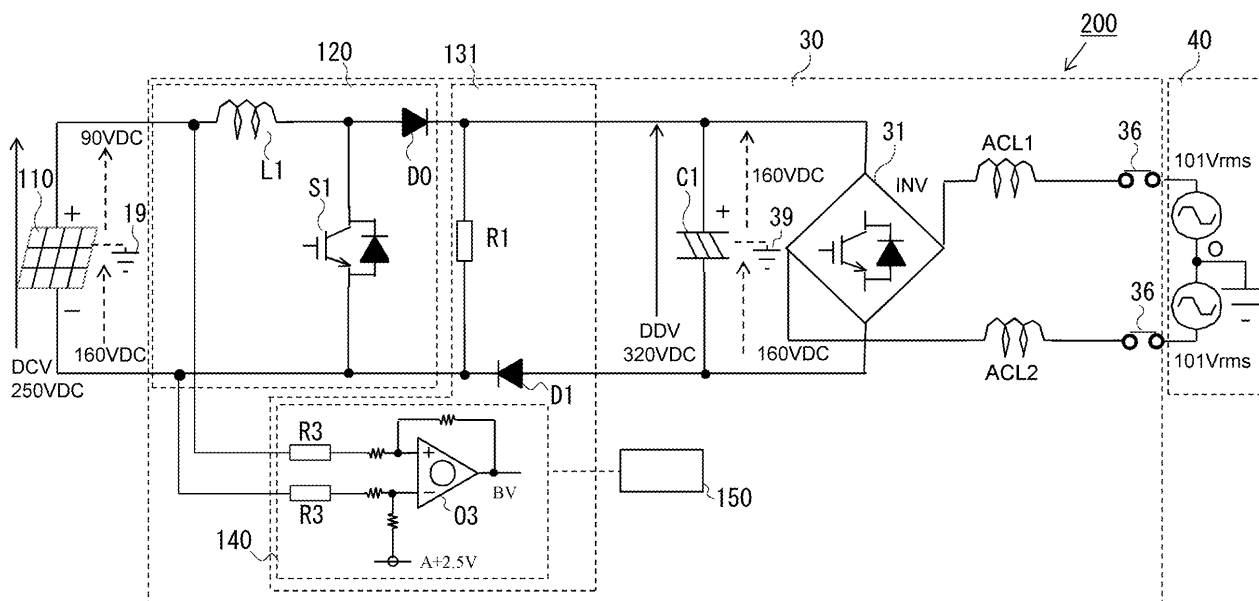 120
131
30
200
40
90VDC
L1
D0
31
ACL1
36
101Vrms
110
+
19
S1
R1
C1
160VDC
+
39
INV
O
−
160VDC
DCV
250VDC
DDV
320VDC
160VDC
36
ACL2
101Vrms
D1
R3
+
BV
150
R3
−
O3
140
A+2.5V